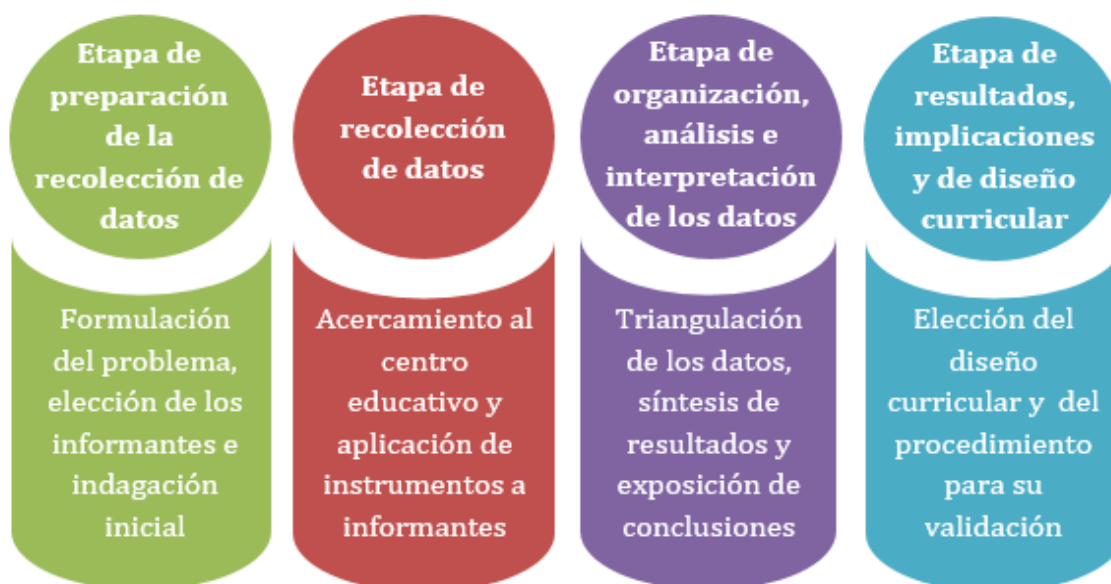 Etapa de
preparación
de la
recolección de
datos
Formulación
del problema,
elección de los
informantes e
indagación
inicial
Etapa de
recolección
de datos
Acercamiento al
centro
educativo y
aplicación de
instrumentos a
informantes
Etapa de
organización,
análisis e
interpretación
de los datos
Triangulación
de los datos,
síntesis de
resultados y
exposición de
conclusiones
Etapa de
resultados,
implicaciones
y de diseño
curricular
Elección del
diseño
curricular y del
procedimiento
para su
validación